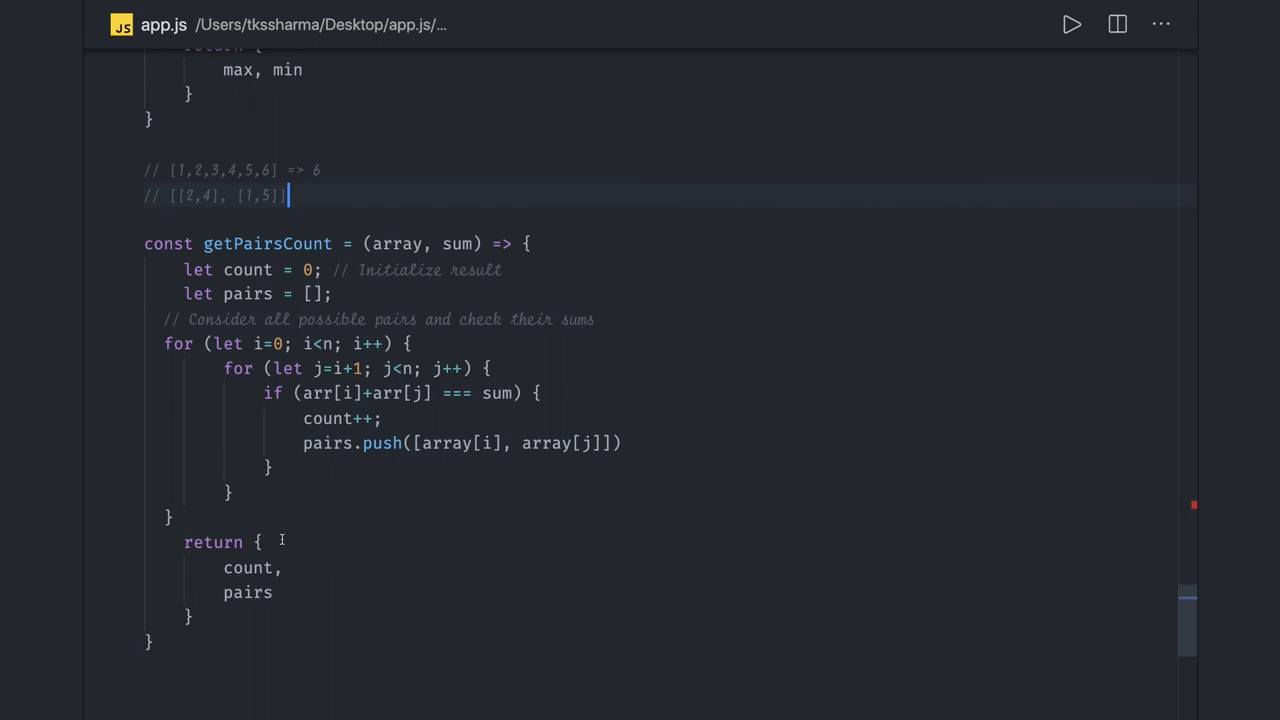 JS app.js /Users/tkssharma/Desktop/app.js/...
return {
max, min
}
}
// [1,2,3,4,5,6] => 6
// [[2,4], [1,5]]
const getPairsCount = (array, sum) => {
let count = 0; // Initialize result
let pairs = [];
// Consider all possible pairs and check their sums
for (let i=0; i<n; i++) {
for (let j=i+1; j<n; j++) {
if (arr[i]+arr[j] === sum) {
count++;
pairs.push([array[i], array[j]])
}
}
}
return {
count,
pairs
}
}